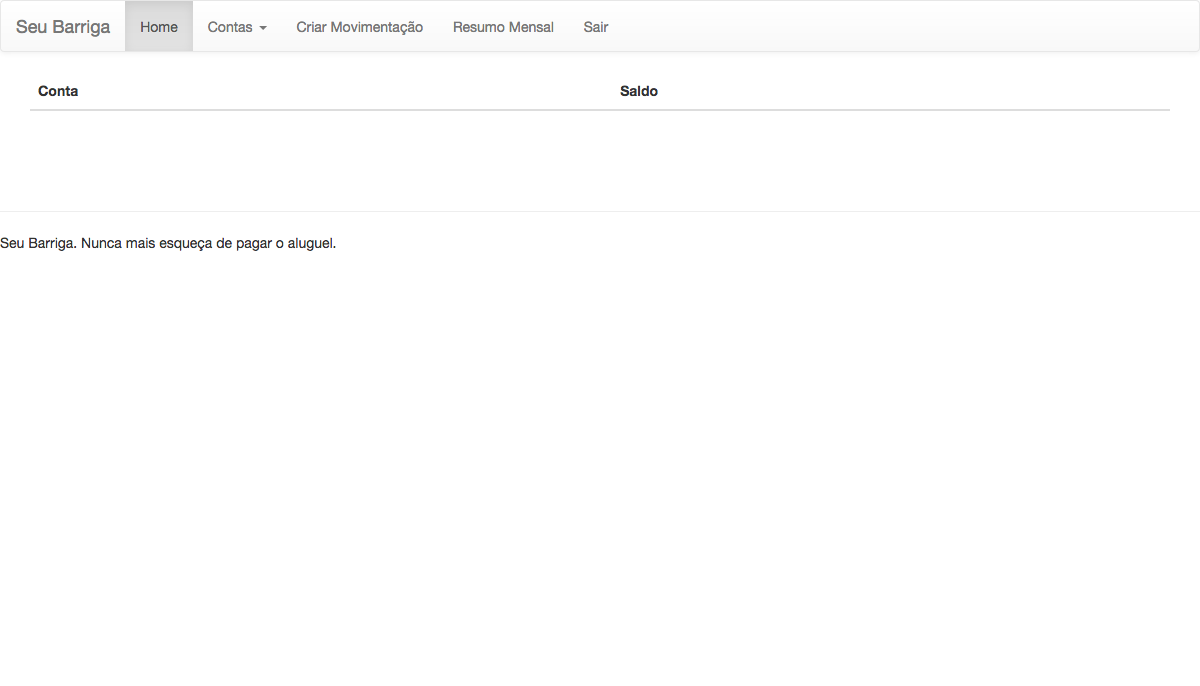 Seu Barriga Home Contas Criar Movimentação Resumo Mensal Sair
Conta Saldo
Seu Barriga. Nunca mais esqueça de pagar o aluguel.